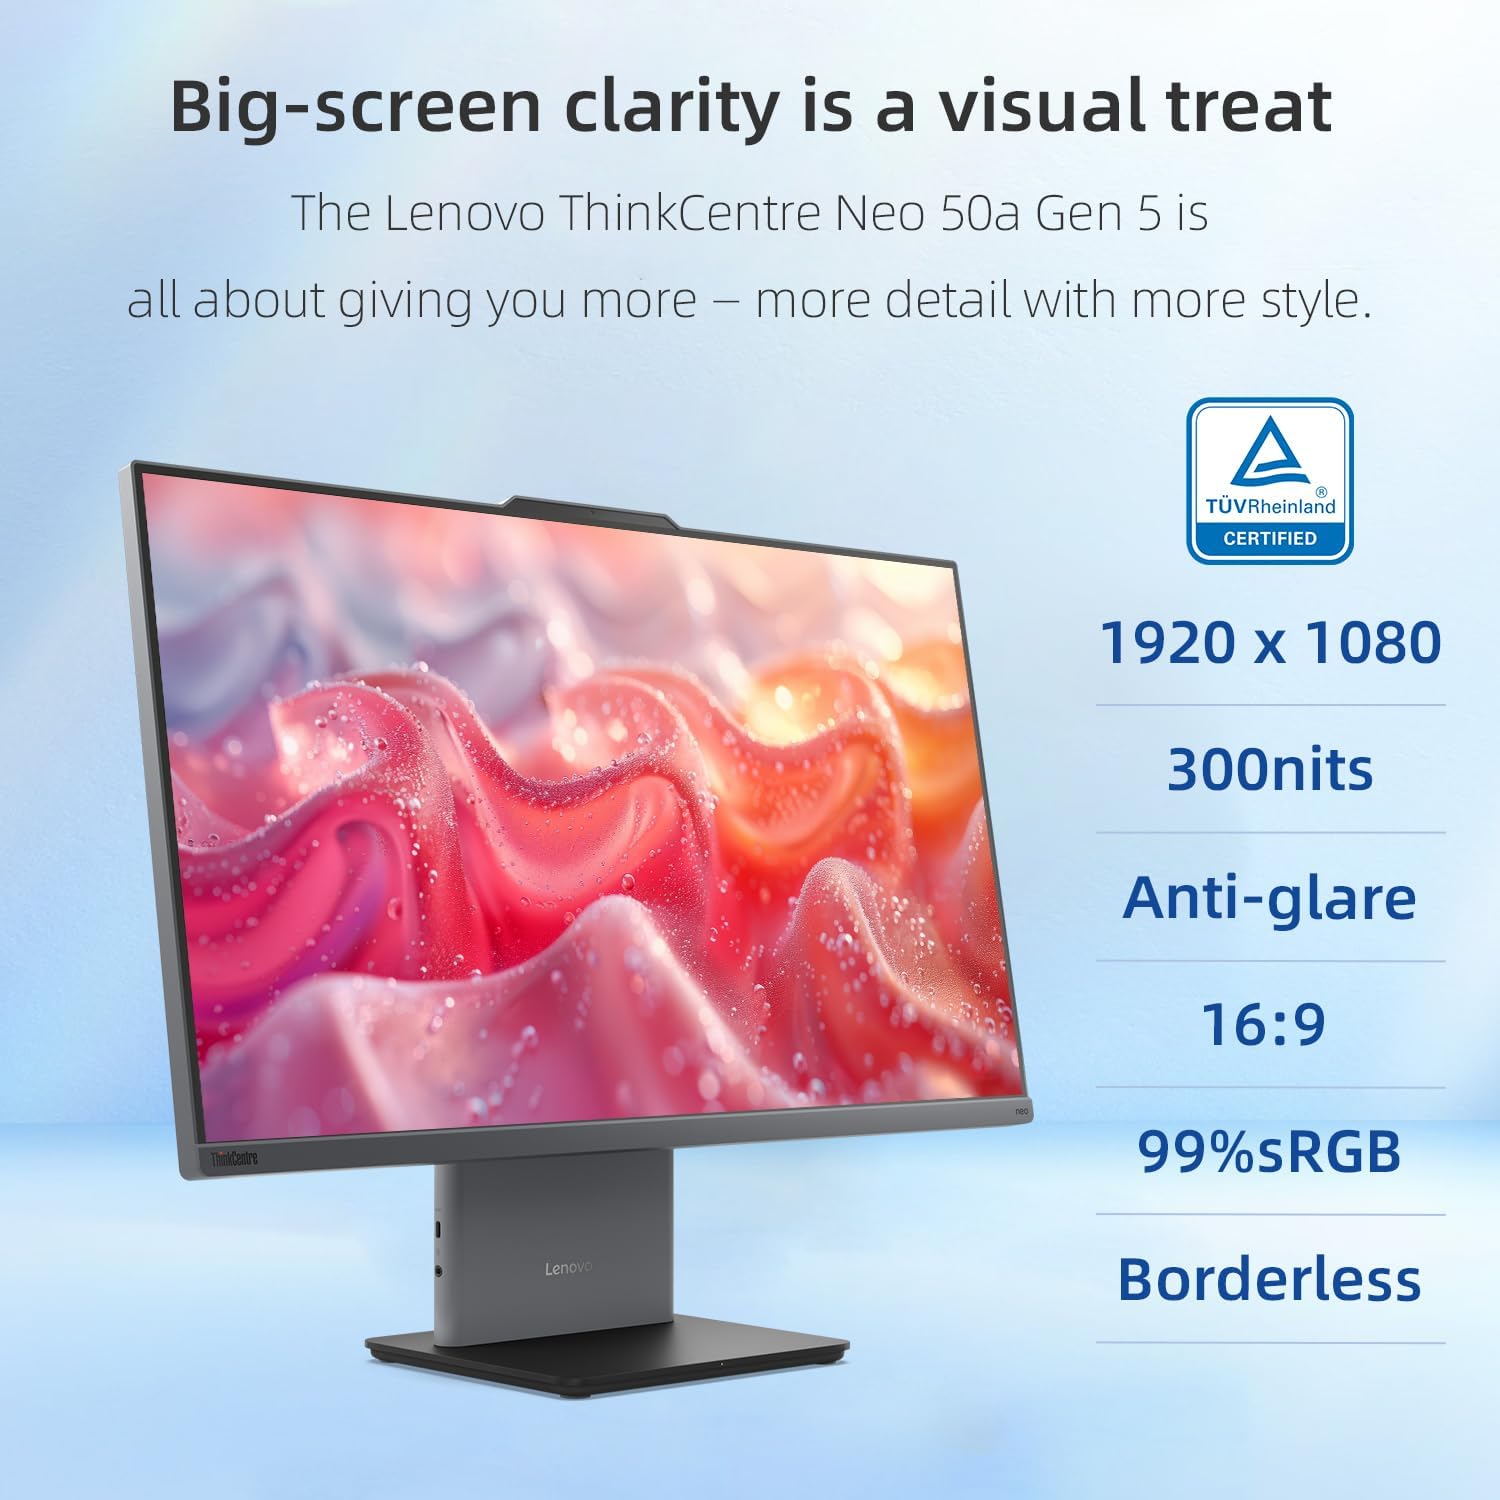 Big-screen clarity is a visual treat
The Lenovo ThinkCentre Neo 50a Gen 5 is
all about giving you more – more detail with more style.
TÜVRheinland®
CERTIFIED
1920 x 1080
300nits
Anti-glare
16:9
99%sRGB
Borderless
neo
ThinkCentre
Lenovo